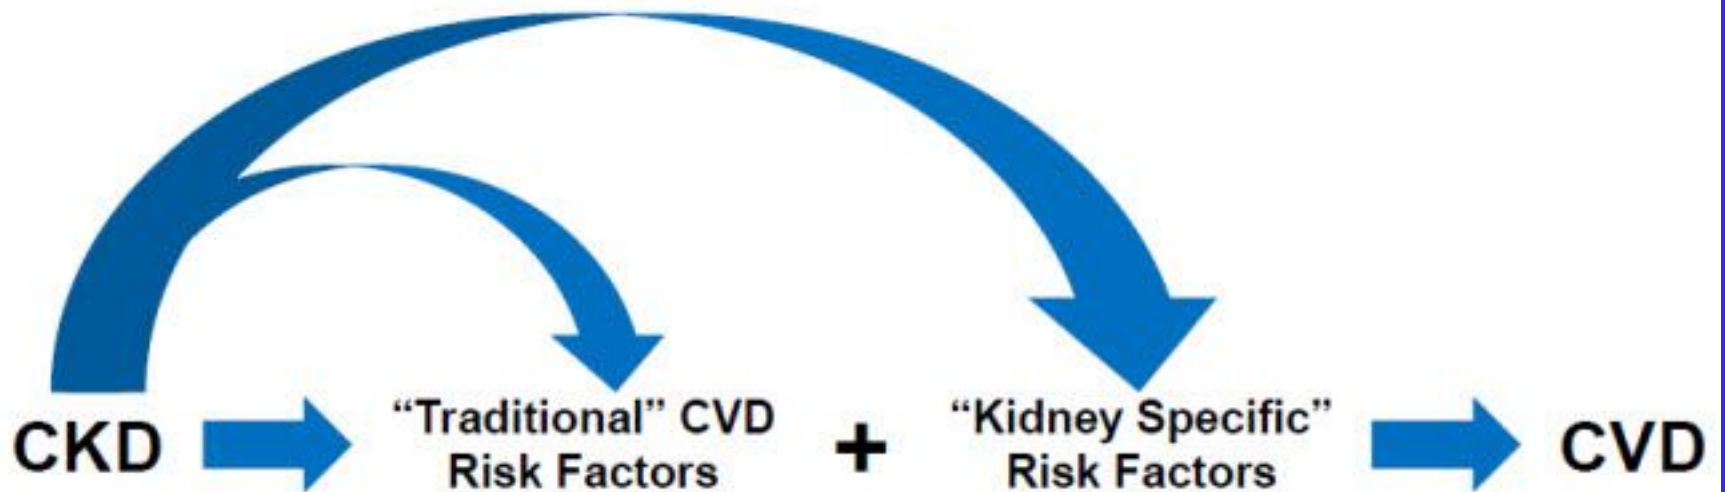 CKD
“Traditional” CVD
Risk Factors
+
“Kidney Specific”
Risk Factors
CVD